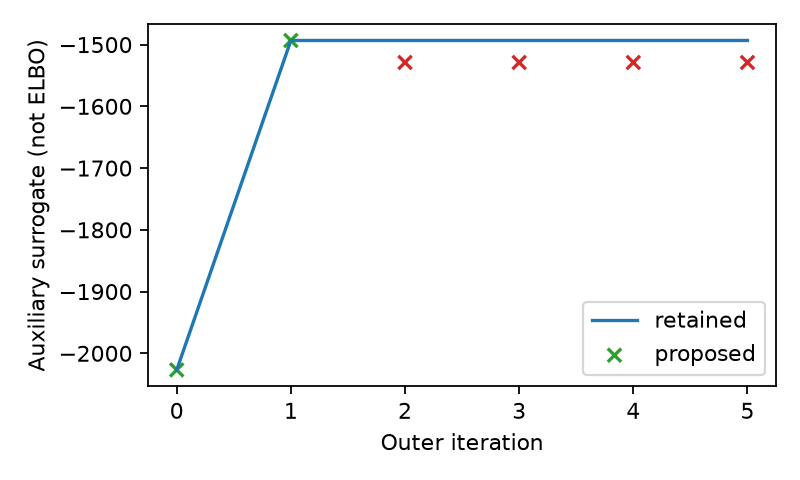 Auxiliary surrogate (not ELBO)
−1500
−1600
−1700
−1800
−1900
−2000
retained
proposed
0 1 2 3 4 5
Outer iteration